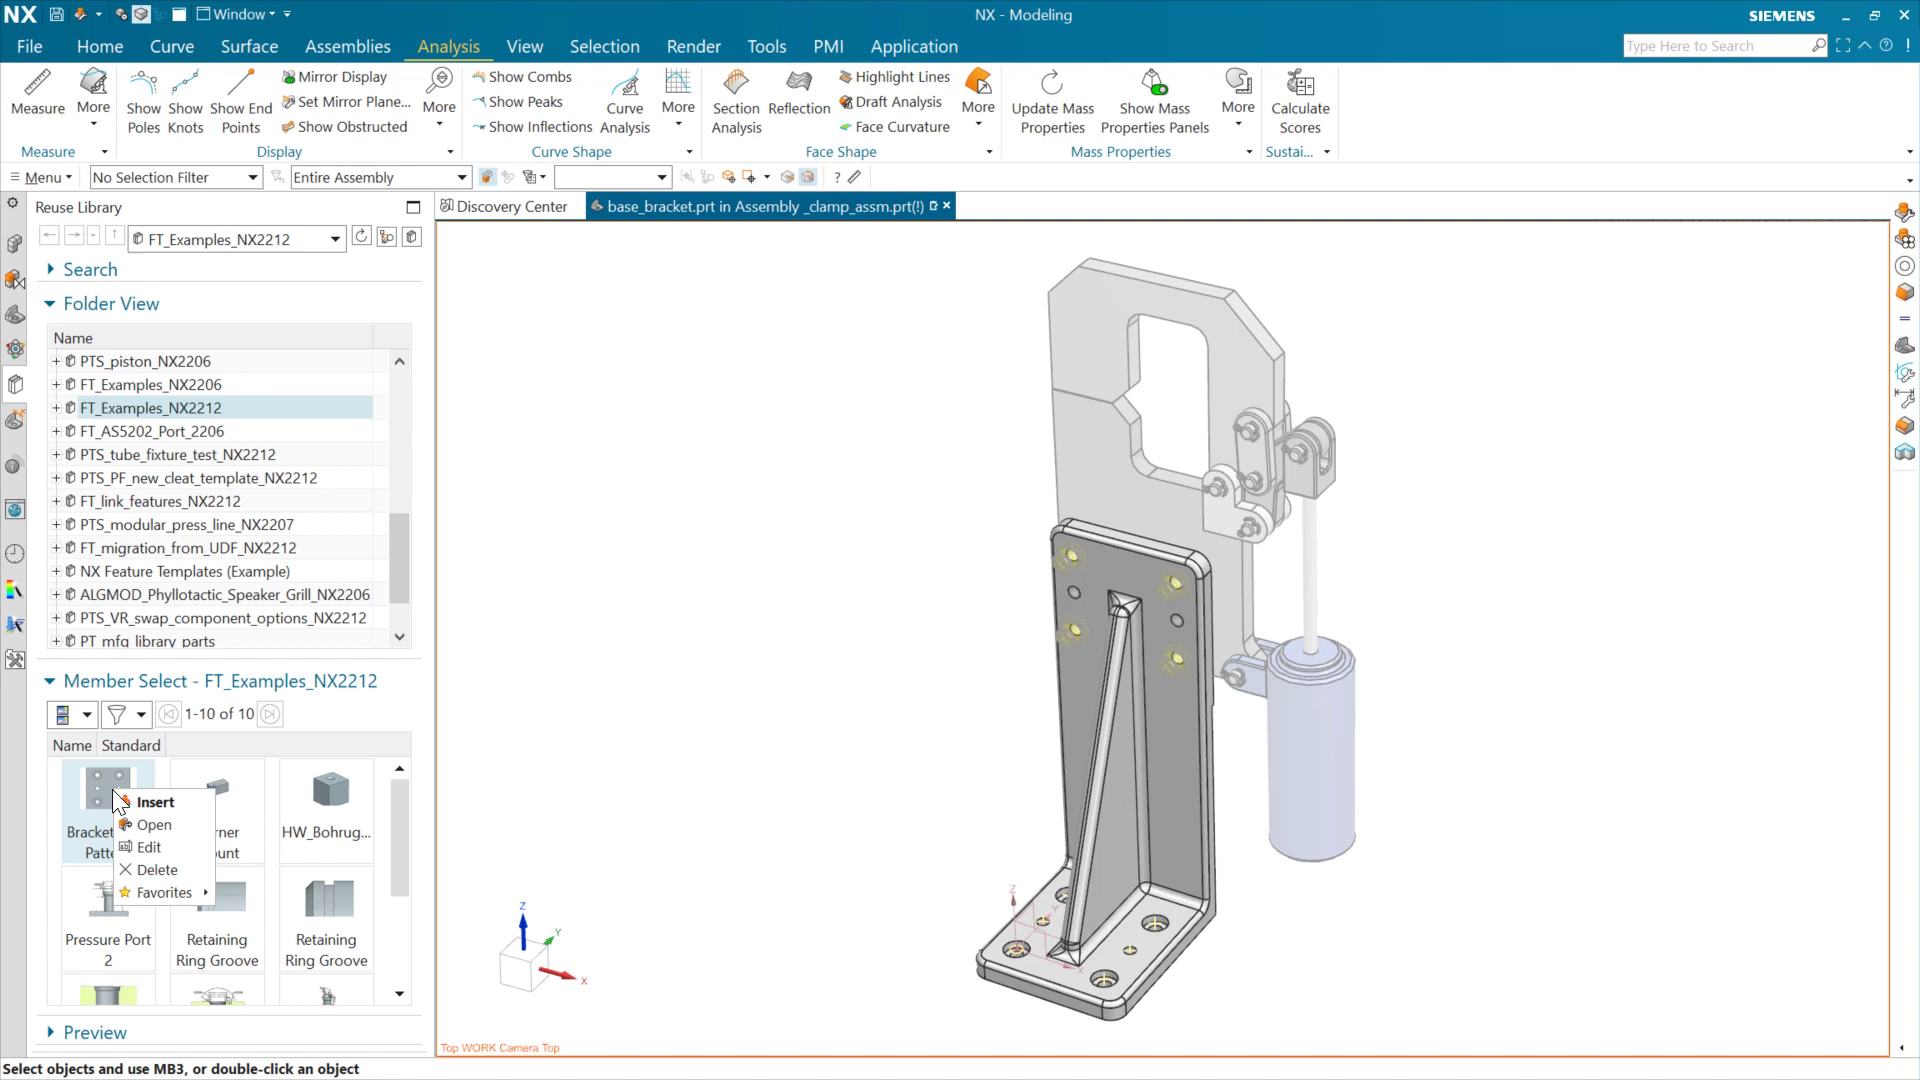 NX
Window
NX - Modeling
SIEMENS
File Home Curve Surface Assemblies Analysis View Selection Render Tools PMI Application
Type Here to Search
Measure
More
Show Poles
Show Knots
Show End Points
Mirror Display
Set Mirror Plane...
Show Obstructed
More
Show Combs
Show Peaks
Show Inflections
Curve Analysis
More
Section Analysis
Reflection
Highlight Lines
Draft Analysis
Face Curvature
More
Update Mass Properties
Show Mass Properties Panels
More
Calculate Scores
Measure Display Curve Shape Face Shape Mass Properties Sustai...
Menu No Selection Filter Entire Assembly
Reuse Library
Discovery Center
base_bracket.prt in Assembly _clamp_assm.prt(!)
FT_Examples_NX2212
Search
Folder View
Name
PTS_piston_NX2206
FT_Examples_NX2206
FT_Examples_NX2212
FT_AS5202_Port_2206
PTS_tube_fixture_test_NX2212
PTS_PF_new_cleat_template_NX2212
FT_link_features_NX2212
PTS_modular_press_line_NX2207
FT_migration_from_UDF_NX2212
NX Feature Templates (Example)
ALGMOD_Phyllotactic_Speaker_Grill_NX2206
PTS_VR_swap_component_options_NX2212
PT_mfg_library_parts
Member Select - FT_Examples_NX2212
1-10 of 10
Name Standard
Insert
Open
Edit
Delete
Favorites
HW_Bohrug...
Pressure Port 2
Retaining Ring Groove
Retaining Ring Groove
Preview
Z
Y
X
Z
Y
X
Top WORK Camera Top
Select objects and use MB3, or double-click an object